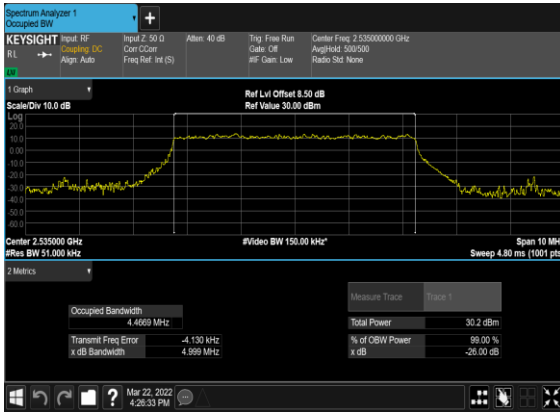 Spectrum Analyzer 1
Occupied BW
KEYSIGHT Input: RF Input Z: 50 Ω Atten: 40 dB Trig: Free Run Center Freq: 2.535000000 GHz
RL Coupling: DC Corr CCorr Gate: Off Avg|Hold: 500/500
Align: Auto Freq Ref: Int (S) #IF Gain: Low Radio Std: None
LW
1 Graph
Ref Lvl Offset 8.50 dB
Scale/Div 10.0 dB Ref Value 30.00 dBm
Log
20.0
10.0
0.00
-10.0
-20.0
-30.0
-40.0
-50.0
-60.0
Center 2.535000 GHz #Video BW 150.00 kHz* Span 10 MH
#Res BW 51.000 kHz Sweep 4.80 ms (1001 pts
2 Metrics
Measure Trace Trace 1
Occupied Bandwidth
4.4669 MHz Total Power 30.2 dBm
Transmit Freq Error -4.130 kHz % of OBW Power 99.00 %
x dB Bandwidth 4.999 MHz x dB -26.00 dB
Mar 22, 2022
4:26:33 PM